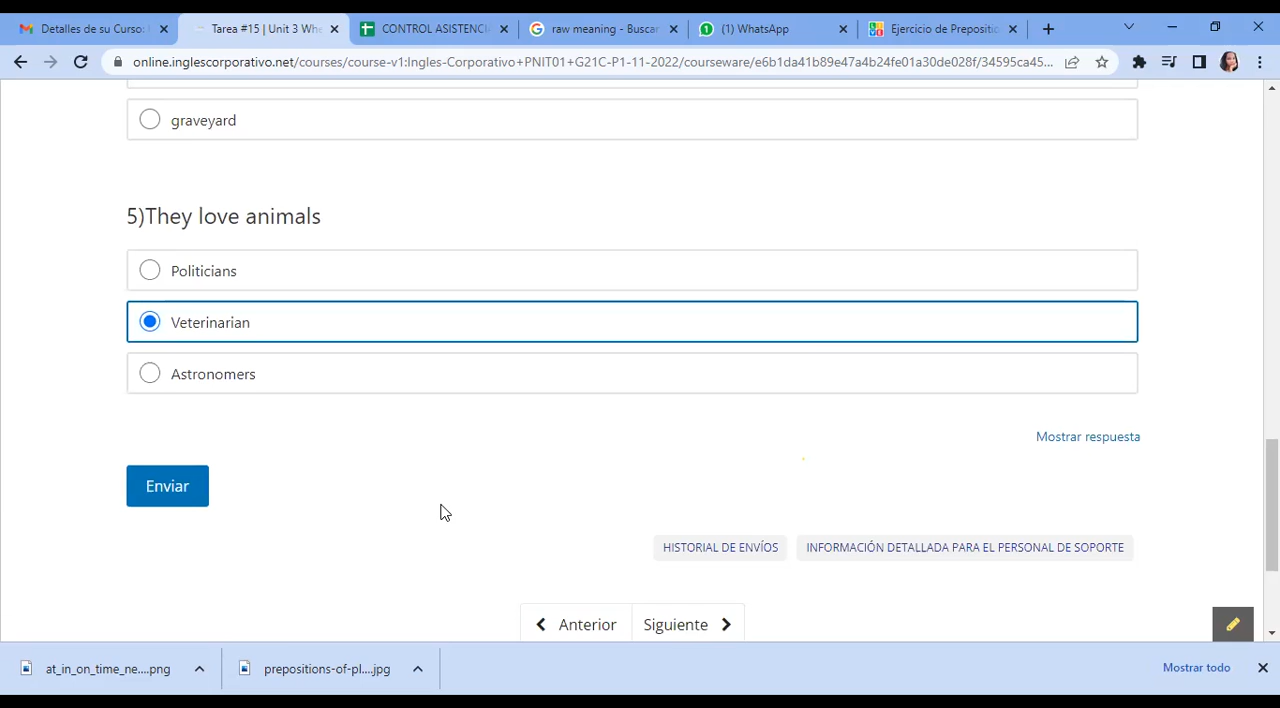 Detalles de su Curso:
Tarea #15 | Unit 3 Whe
CONTROL ASISTENCIA
raw meaning - Buscar
(1) WhatsApp
Ejercicio de Prepositio
online.inglescorporativo.net/courses/course-v1:Ingles-Corporativo+PNIT01+G21C-P1-11-2022/courseware/e6b1da41b89e47a4b24fe01a30de028f/34595ca45...
graveyard
5)They love animals
Politicians
Veterinarian
Astronomers
Mostrar respuesta
Enviar
HISTORIAL DE ENVÍOS
INFORMACIÓN DETALLADA PARA EL PERSONAL DE SOPORTE
Anterior
Siguiente
at_in_on_time_ne....png
prepositions-of-pl....jpg
Mostrar todo